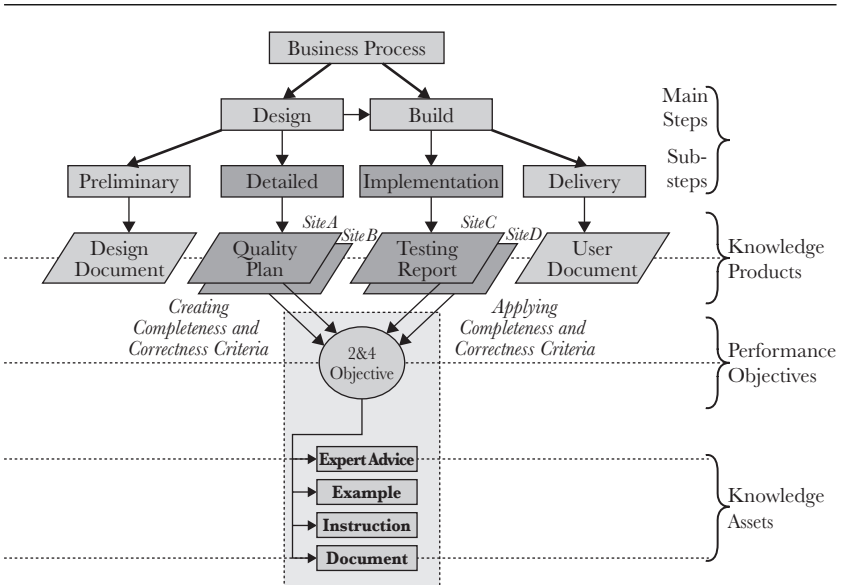 Business Process
Design
Build
Main
Steps
Sub-
steps
Preliminary
Detailed
Implementation
Delivery
Design
Document
Quality
Plan
SiteA
SiteB
Testing
Report
SiteC
SiteD
User
Document
Knowledge
Products
Creating
Completeness and
Correctness Criteria
Applying
Completeness and
Correctness Criteria
2&4
Objective
Performance
Objectives
Expert Advice
Example
Instruction
Document
Knowledge
Assets